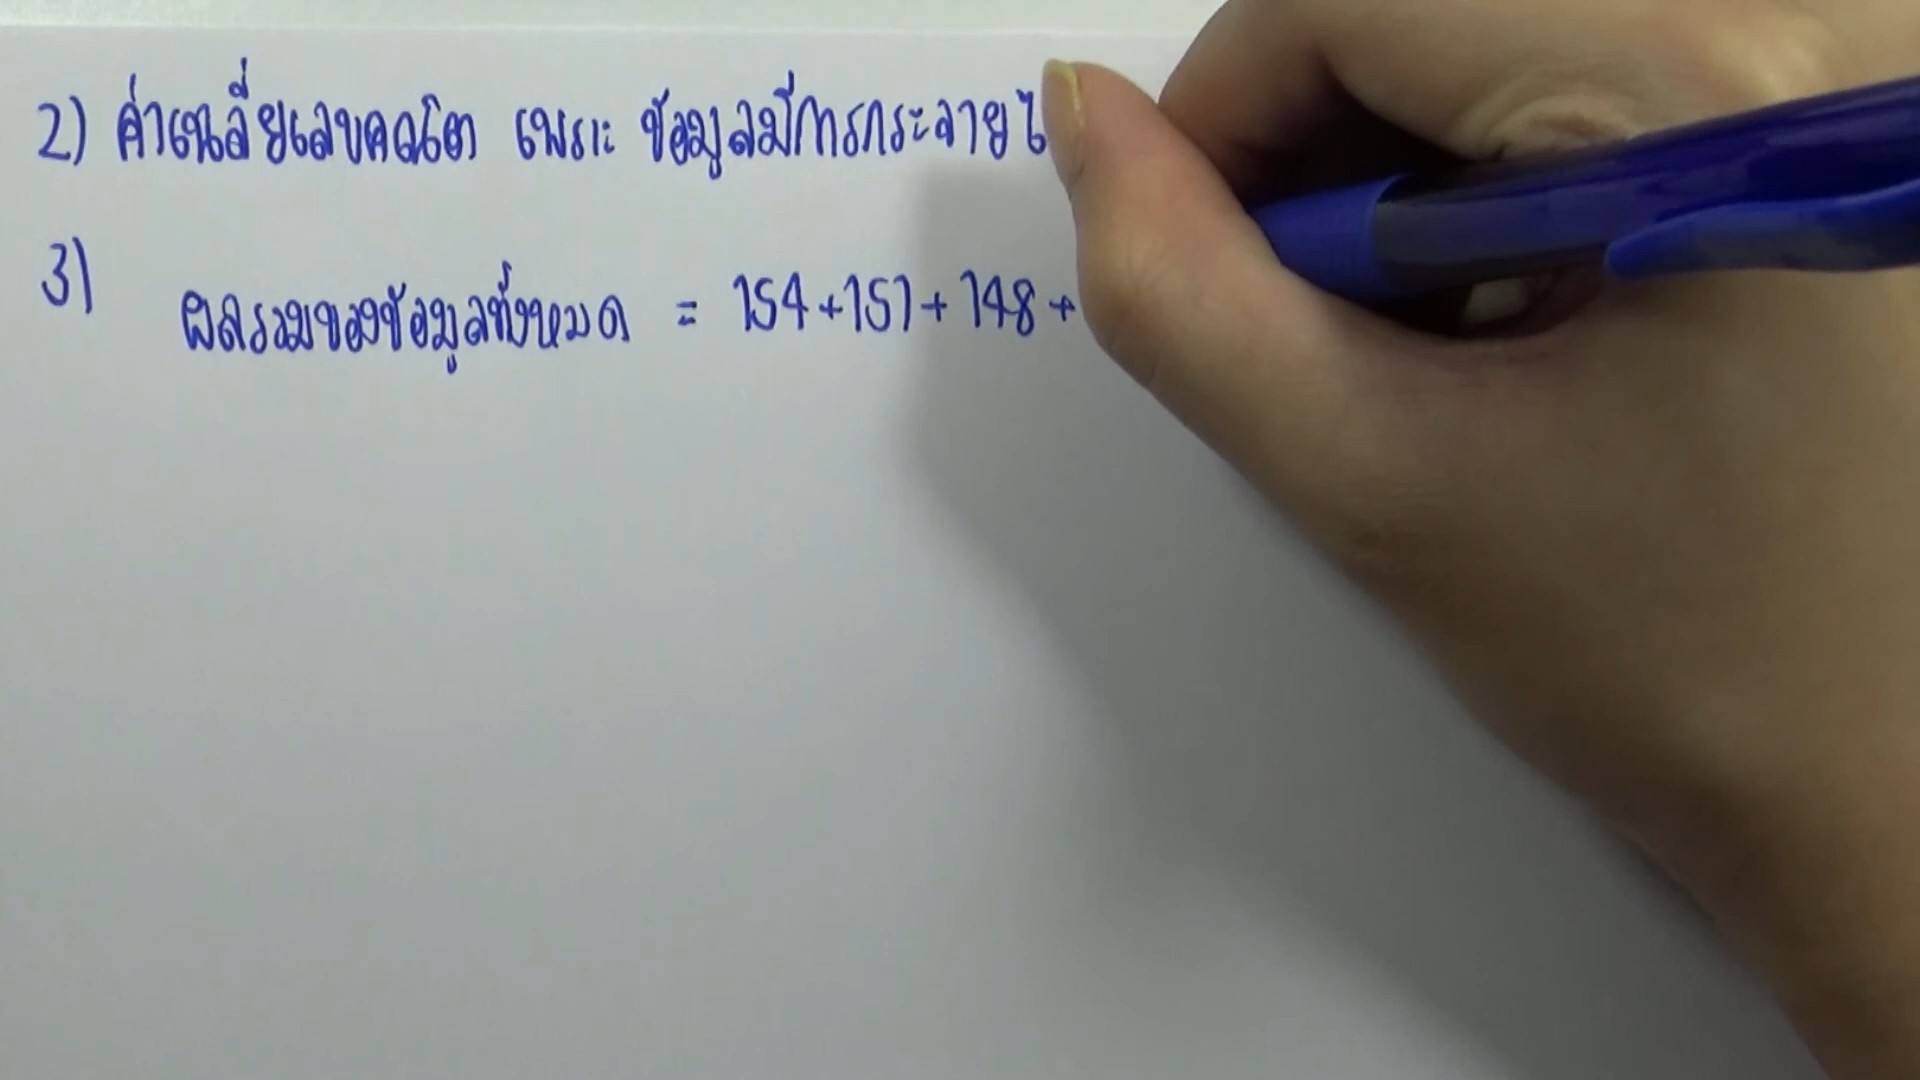 2) ค่าเฉลี่ยเลขคณิต เพราะ ข้อมูลมีการกระจายไ
3) ผลรวมของข้อมูลทั้งหมด = 154 + 151 + 148 +